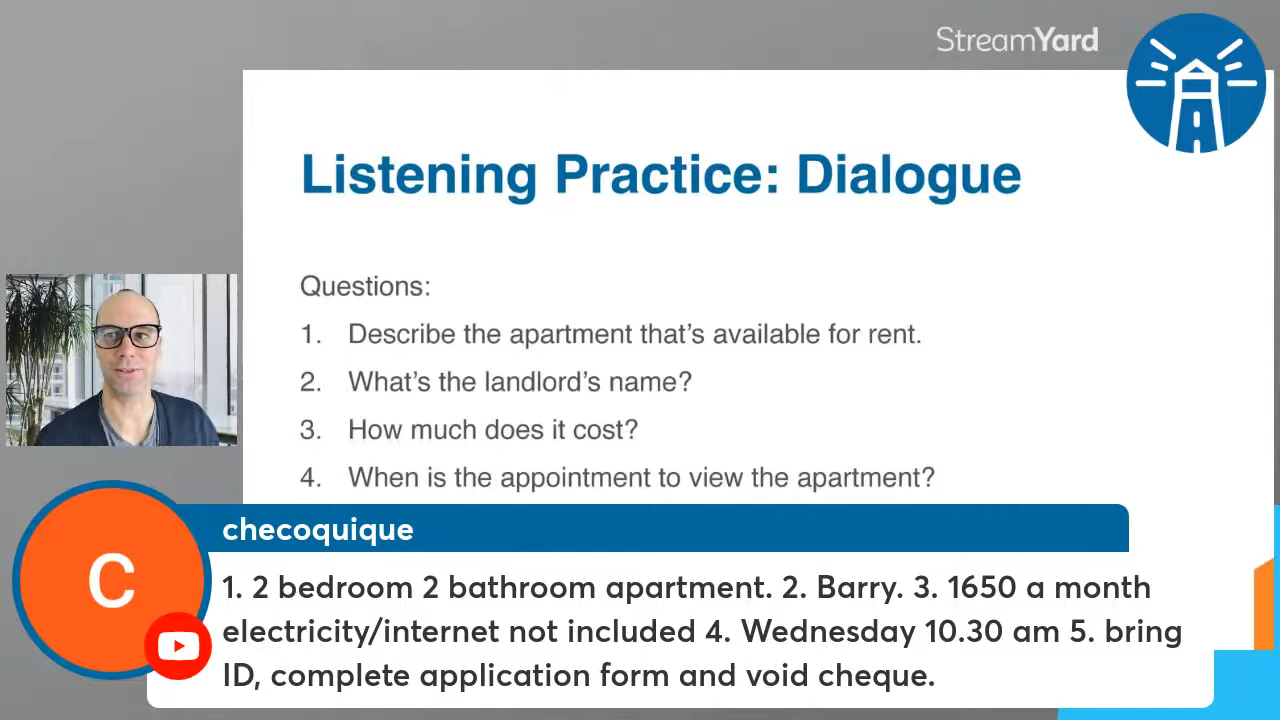 StreamYard
Listening Practice: Dialogue
Questions:
1. Describe the apartment that's available for rent.
2. What's the landlord's name?
3. How much does it cost?
4. When is the appointment to view the apartment?
checoquique
C
1. 2 bedroom 2 bathroom apartment. 2. Barry. 3. 1650 a month
electricity/internet not included 4. Wednesday 10.30 am 5. bring
ID, complete application form and void cheque.